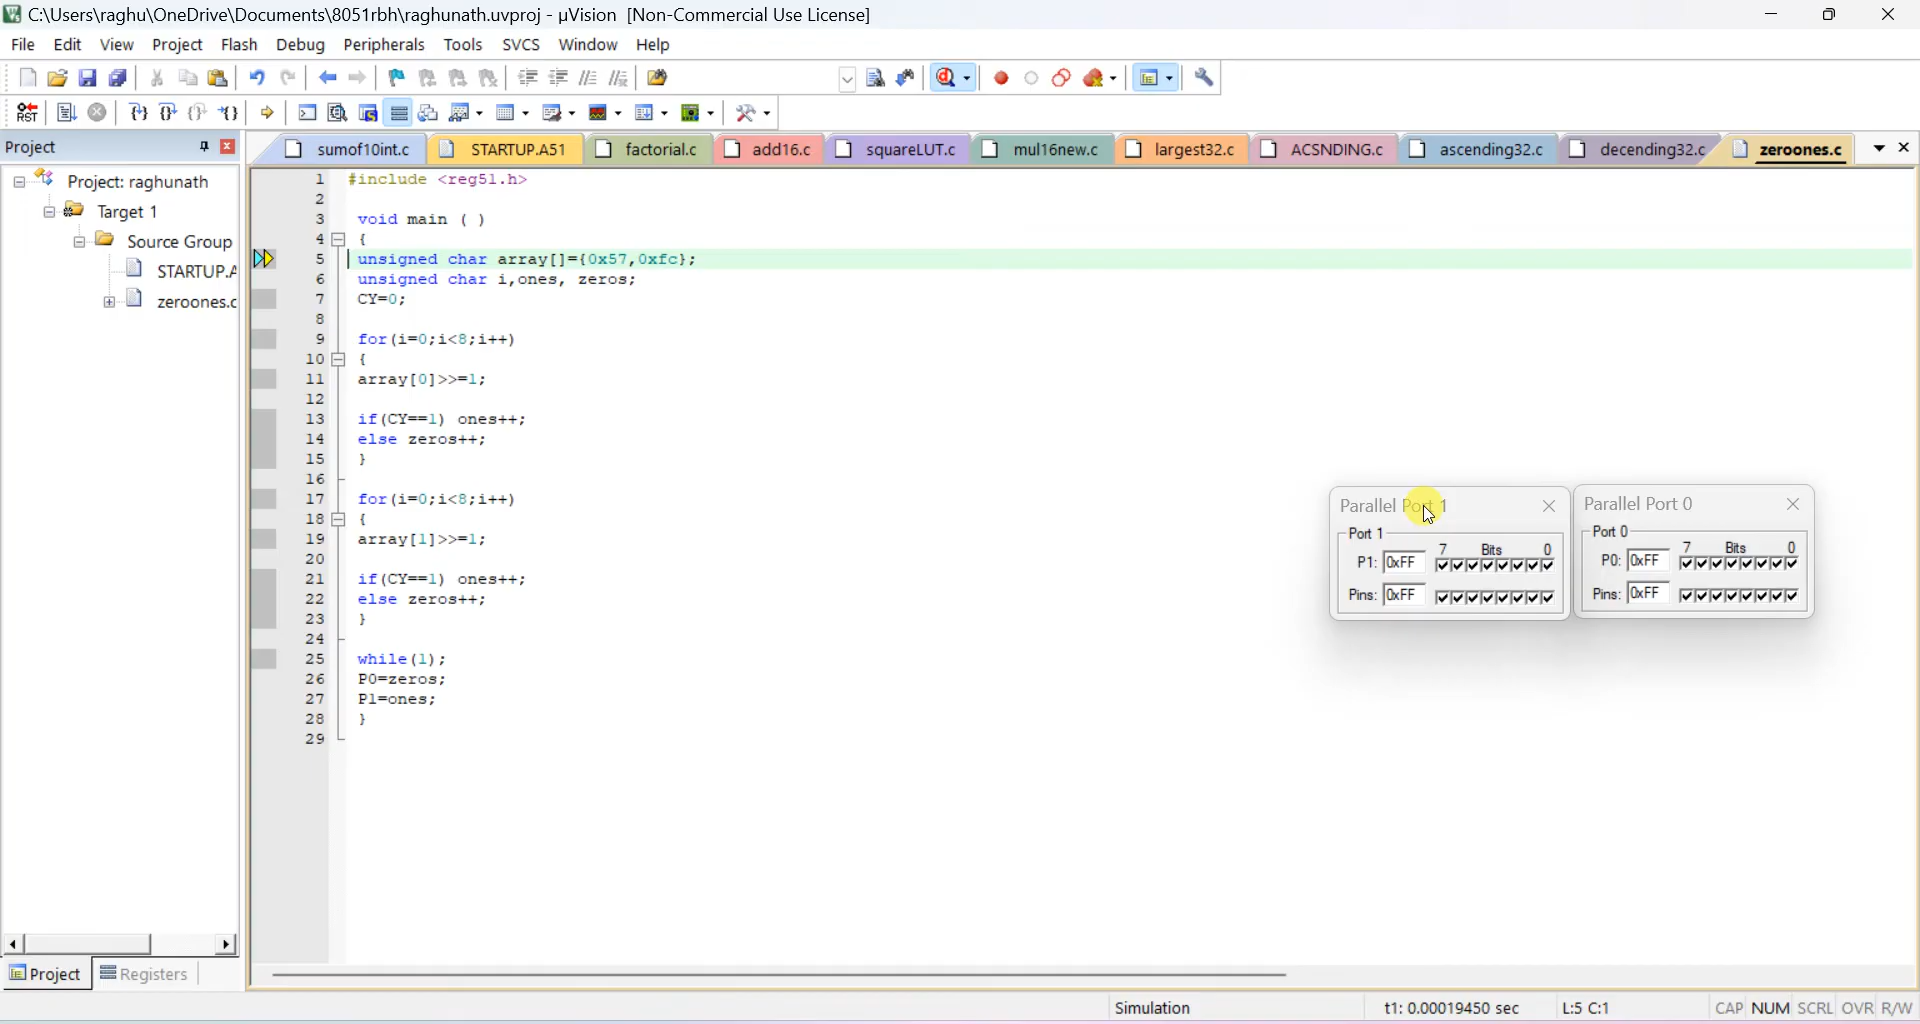 C:\Users\raghu\OneDrive\Documents\8051rbh\raghunath.uvproj - µVision [Non-Commercial Use License]
File Edit View Project Flash Debug Peripherals Tools SVCS Window Help
RST
Project
sumof10int.c STARTUP.A51 factorial.c add16.c squareLUT.c mul16new.c largest32.c ACSNDING.c ascending32.c decending32.c zeroones.c
Project: raghunath
Target 1
Source Group
STARTUP.A
zeroones.c
1 #include <reg51.h>
2
3 void main ( )
4 {
5 unsigned char array[]={0x57,0xfc};
6 unsigned char i,ones, zeros;
7 CY=0;
8
9 for(i=0;i<8;i++)
10 {
11 array[0]>>=1;
12
13 if(CY==1) ones++;
14 else zeros++;
15 }
16
17 for(i=0;i<8;i++)
18 {
19 array[1]>>=1;
20
21 if(CY==1) ones++;
22 else zeros++;
23 }
24
25 while(1);
26 P0=zeros;
27 P1=ones;
28 }
29
Parallel Port 1
Port 1
7 Bits 0
P1: 0xFF
Pins: 0xFF
Parallel Port 0
Port 0
7 Bits 0
P0: 0xFF
Pins: 0xFF
Project Registers
Simulation t1: 0.00019450 sec L:5 C:1 CAP NUM SCRL OVR R/W